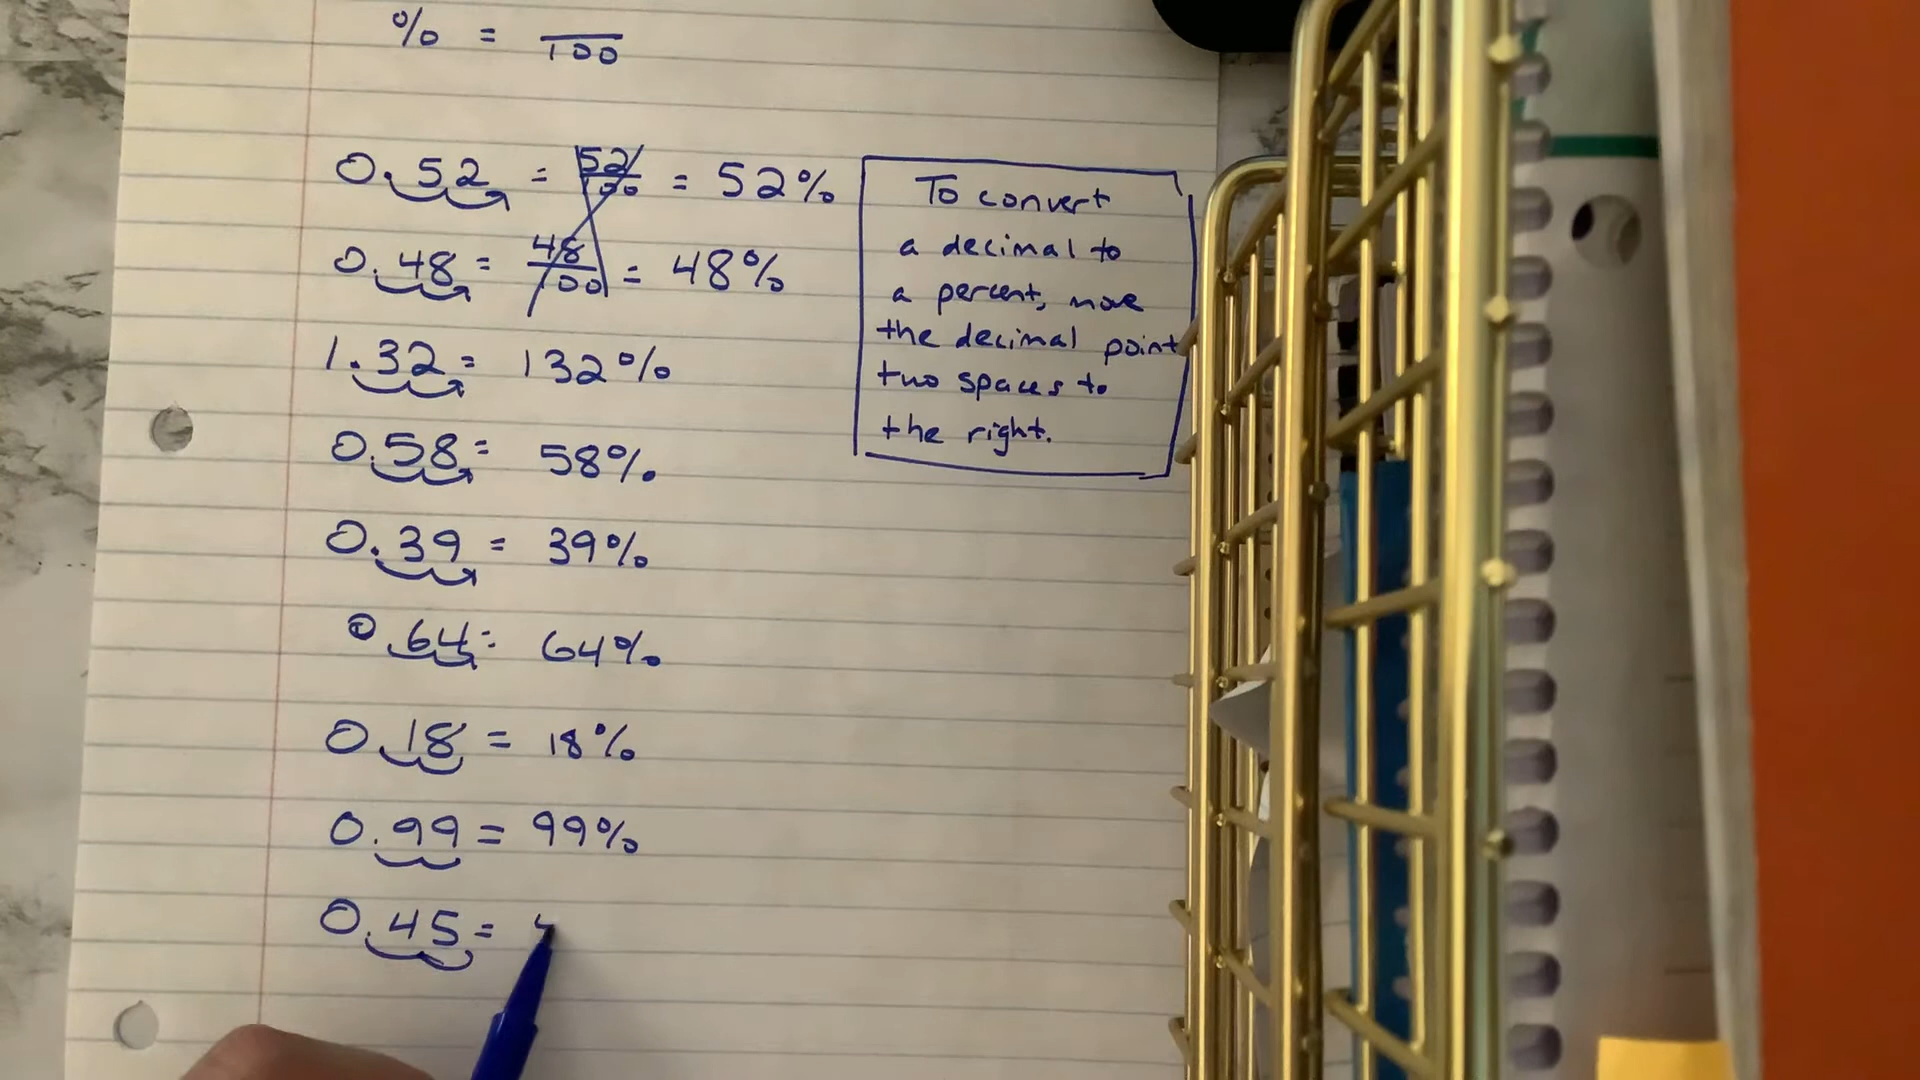 % = /100
0.52 = 52/100 = 52%
0.48 = 48/100 = 48%
1.32 = 132%
0.58 = 58%
0.39 = 39%
0.64 = 64%
0.18 = 18%
0.99 = 99%
0.45 = 4
To convert
a decimal to
a percent, move
the decimal point
two spaces to
the right.